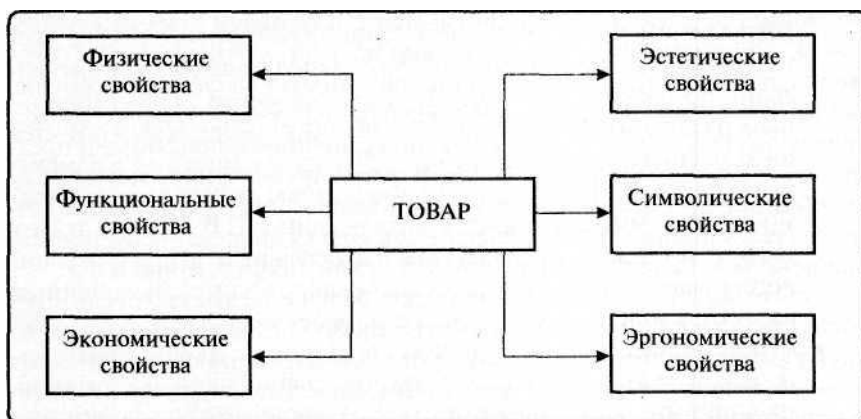 Физические
свойства
Эстетические
свойства
Функциональные
свойства
ТОВАР
Символические
свойства
Экономические
свойства
Эргономические
свойства